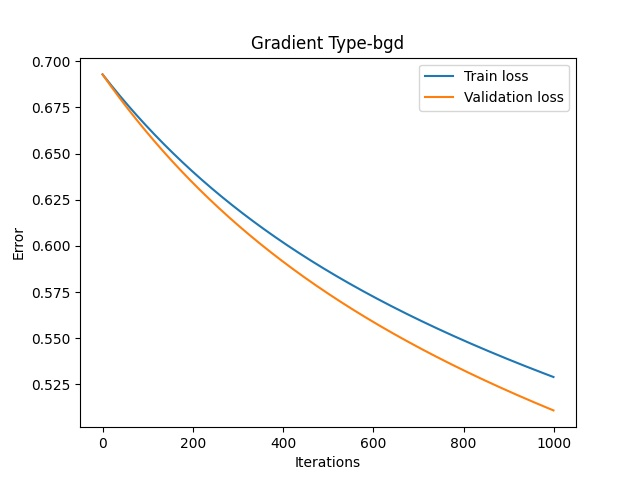 Gradient Type-bgd
Train loss
Validation loss
0.700
0.675
0.650
0.625
0.600
0.575
0.550
0.525
Error
0 200 400 600 800 1000
Iterations